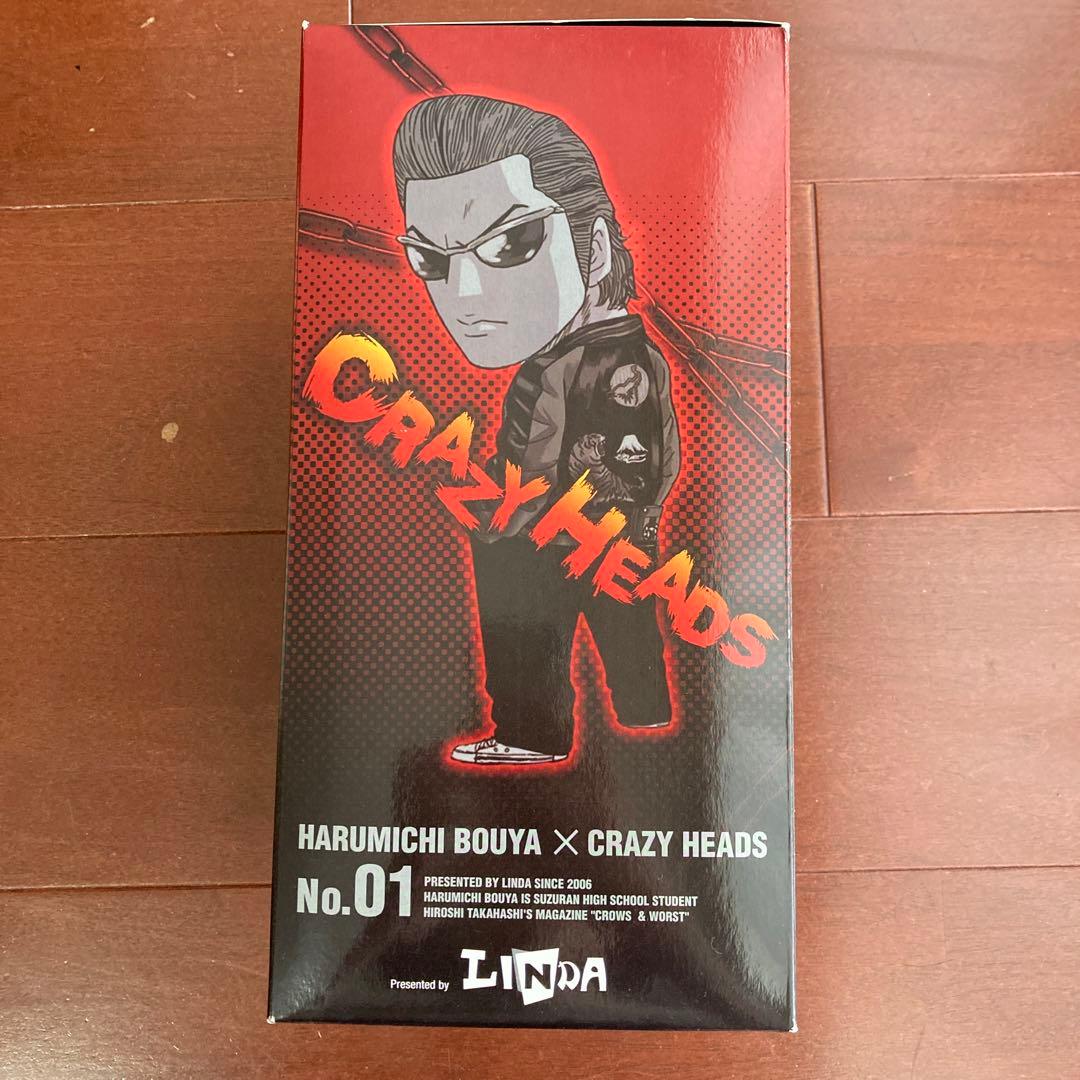 CRAZY HEADS
HARUMICHI BOUYA × CRAZY HEADS
No.01
PRESENTED BY LINDA SINCE 2006
HARUMICHI BOUYA IS SUZURAN HIGH SCHOOL STUDENT
HIROSHI TAKAHASHI'S MAGAZINE "CROWS & WORST"
Presented by LINDA